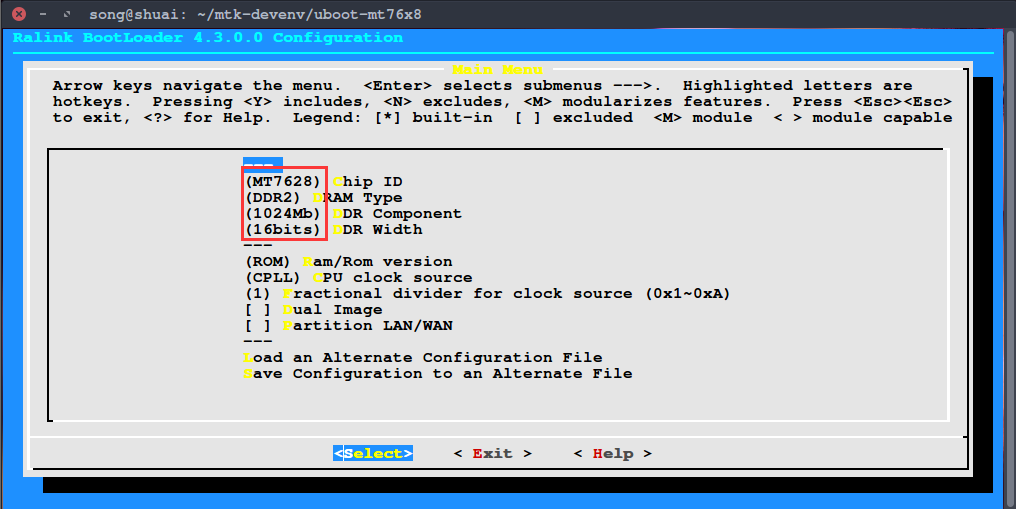 song@shuai: ~/mtk-devenv/uboot-mt76x8
Ralink BootLoader 4.3.0.0 Configuration
Main Menu
Arrow keys navigate the menu.  <Enter> selects submenus --->.  Highlighted letters are
hotkeys.  Pressing <Y> includes, <N> excludes, <M> modularizes features.  Press <Esc><Esc>
to exit, <?> for Help.  Legend: [*] built-in  [ ] excluded  <M> module  < > module capable
---
(MT7628) Chip ID
(DDR2) DRAM Type
(1024Mb) DDR Component
(16bits) DDR Width
---
(ROM) Ram/Rom version
(CPLL) CPU clock source
(1) Fractional divider for clock source (0x1~0xA)
[ ] Dual Image
[ ] Partition LAN/WAN
---
Load an Alternate Configuration File
Save Configuration to an Alternate File
<Select>    < Exit >    < Help >